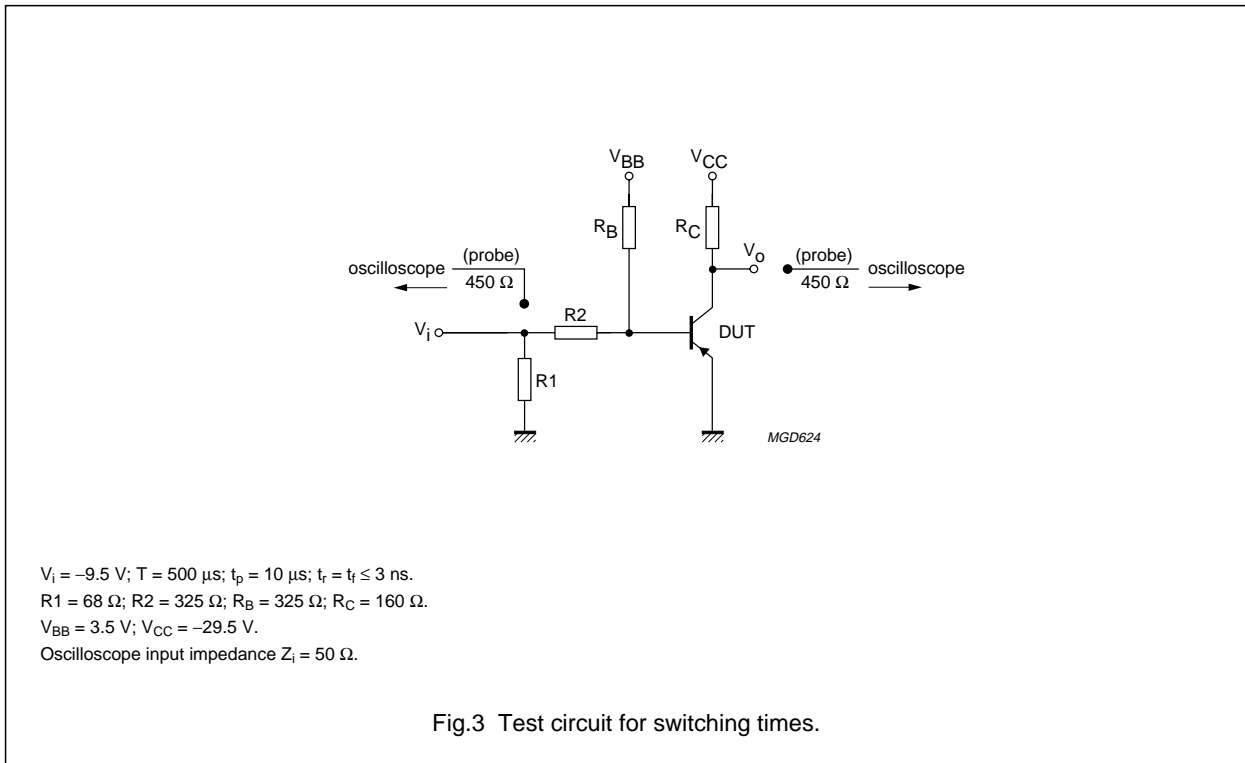 V_BB V_CC
R_B R_C
V_o
(probe) (probe)
oscilloscope oscilloscope
450 Ω 450 Ω
R2
V_i DUT
R1
MGD624
V_i = −9.5 V; T = 500 μs; t_p = 10 μs; t_r = t_f ≤ 3 ns.
R1 = 68 Ω; R2 = 325 Ω; R_B = 325 Ω; R_C = 160 Ω.
V_BB = 3.5 V; V_CC = −29.5 V.
Oscilloscope input impedance Z_i = 50 Ω.
Fig.3 Test circuit for switching times.